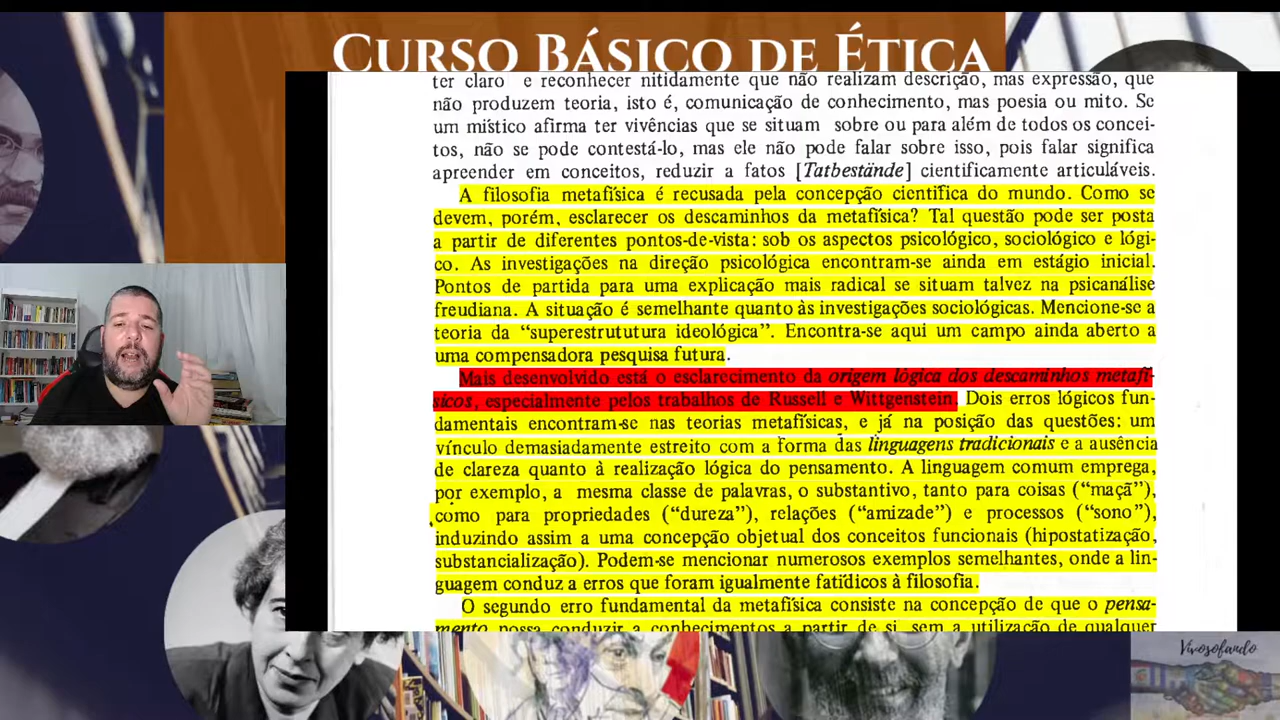 CURSO BÁSICO DE ÉTICA
ter claro e reconhecer nitidamente que não realizam descrição, mas expressão, que
não produzem teoria, isto é, comunicação de conhecimento, mas poesia ou mito. Se
um místico afirma ter vivências que se situam sobre ou para além de todos os concei-
tos, não se pode contestá-lo, mas ele não pode falar sobre isso, pois falar significa
apreender em conceitos, reduzir a fatos [Tatbestände] cientificamente articuláveis.
A filosofia metafísica é recusada pela concepção científica do mundo. Como se
devem, porém, esclarecer os descaminhos da metafísica? Tal questão pode ser posta
a partir de diferentes pontos-de-vista: sob os aspectos psicológico, sociológico e lógi-
co. As investigações na direção psicológica encontram-se ainda em estágio inicial.
Pontos de partida para uma explicação mais radical se situam talvez na psicanálise
freudiana. A situação é semelhante quanto às investigações sociológicas. Mencione-se a
teoria da “superestrututura ideológica”. Encontra-se aqui um campo ainda aberto a
uma compensadora pesquisa futura.
Mais desenvolvido está o esclarecimento da origem lógica dos descaminhos metafí-
sicos, especialmente pelos trabalhos de Russell e Wittgenstein. Dois erros lógicos fun-
damentais encontram-se nas teorias metafísicas, e já na posição das questões: um
vínculo demasiadamente estreito com a forma das linguagens tradicionais e a ausência
de clareza quanto à realização lógica do pensamento. A linguagem comum emprega,
por exemplo, a mesma classe de palavras, o substantivo, tanto para coisas (“maçã”),
como para propriedades (“dureza”), relações (“amizade”) e processos (“sono”),
induzindo assim a uma concepção objetual dos conceitos funcionais (hipostatização,
substancialização). Podem-se mencionar numerosos exemplos semelhantes, onde a lin-
guagem conduz a erros que foram igualmente fatídicos à filosofia.
O segundo erro fundamental da metafísica consiste na concepção de que o pensa-
mento possa conduzir a conhecimentos a partir de si, sem a utilização de qualquer
Vivosofando